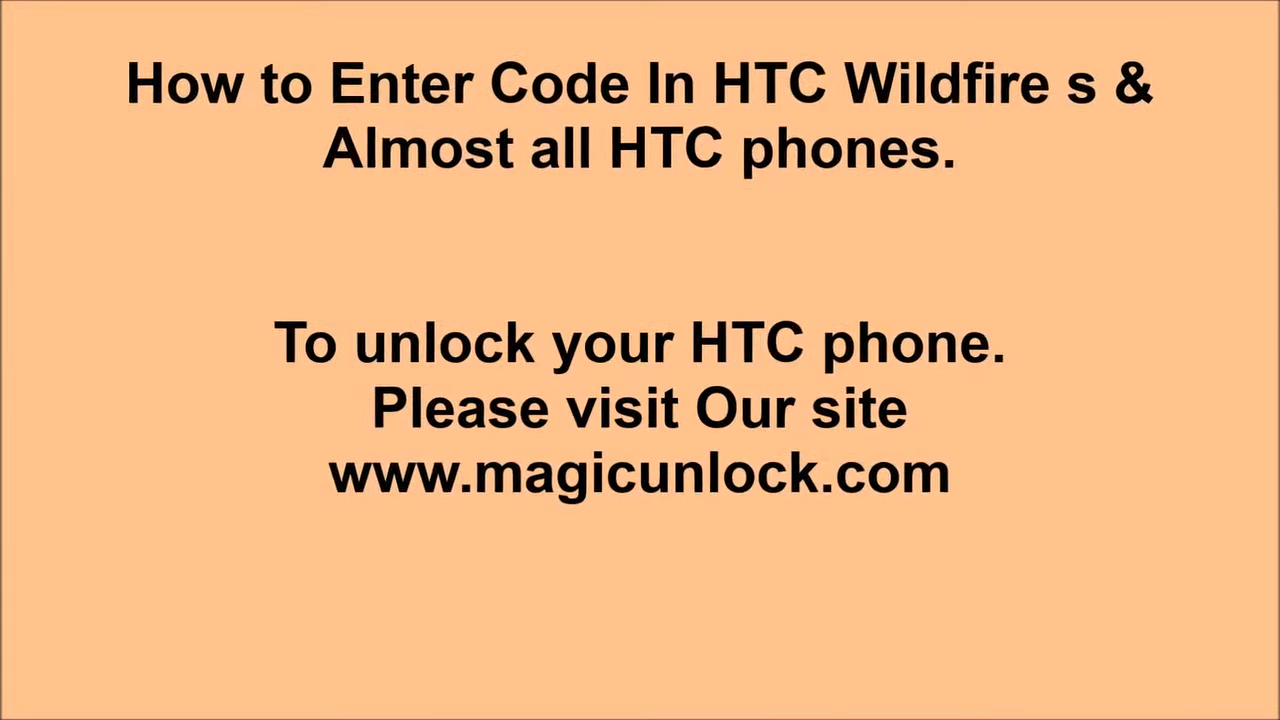 How to Enter Code In HTC Wildfire s &
Almost all HTC phones.
To unlock your HTC phone.
Please visit Our site
www.magicunlock.com